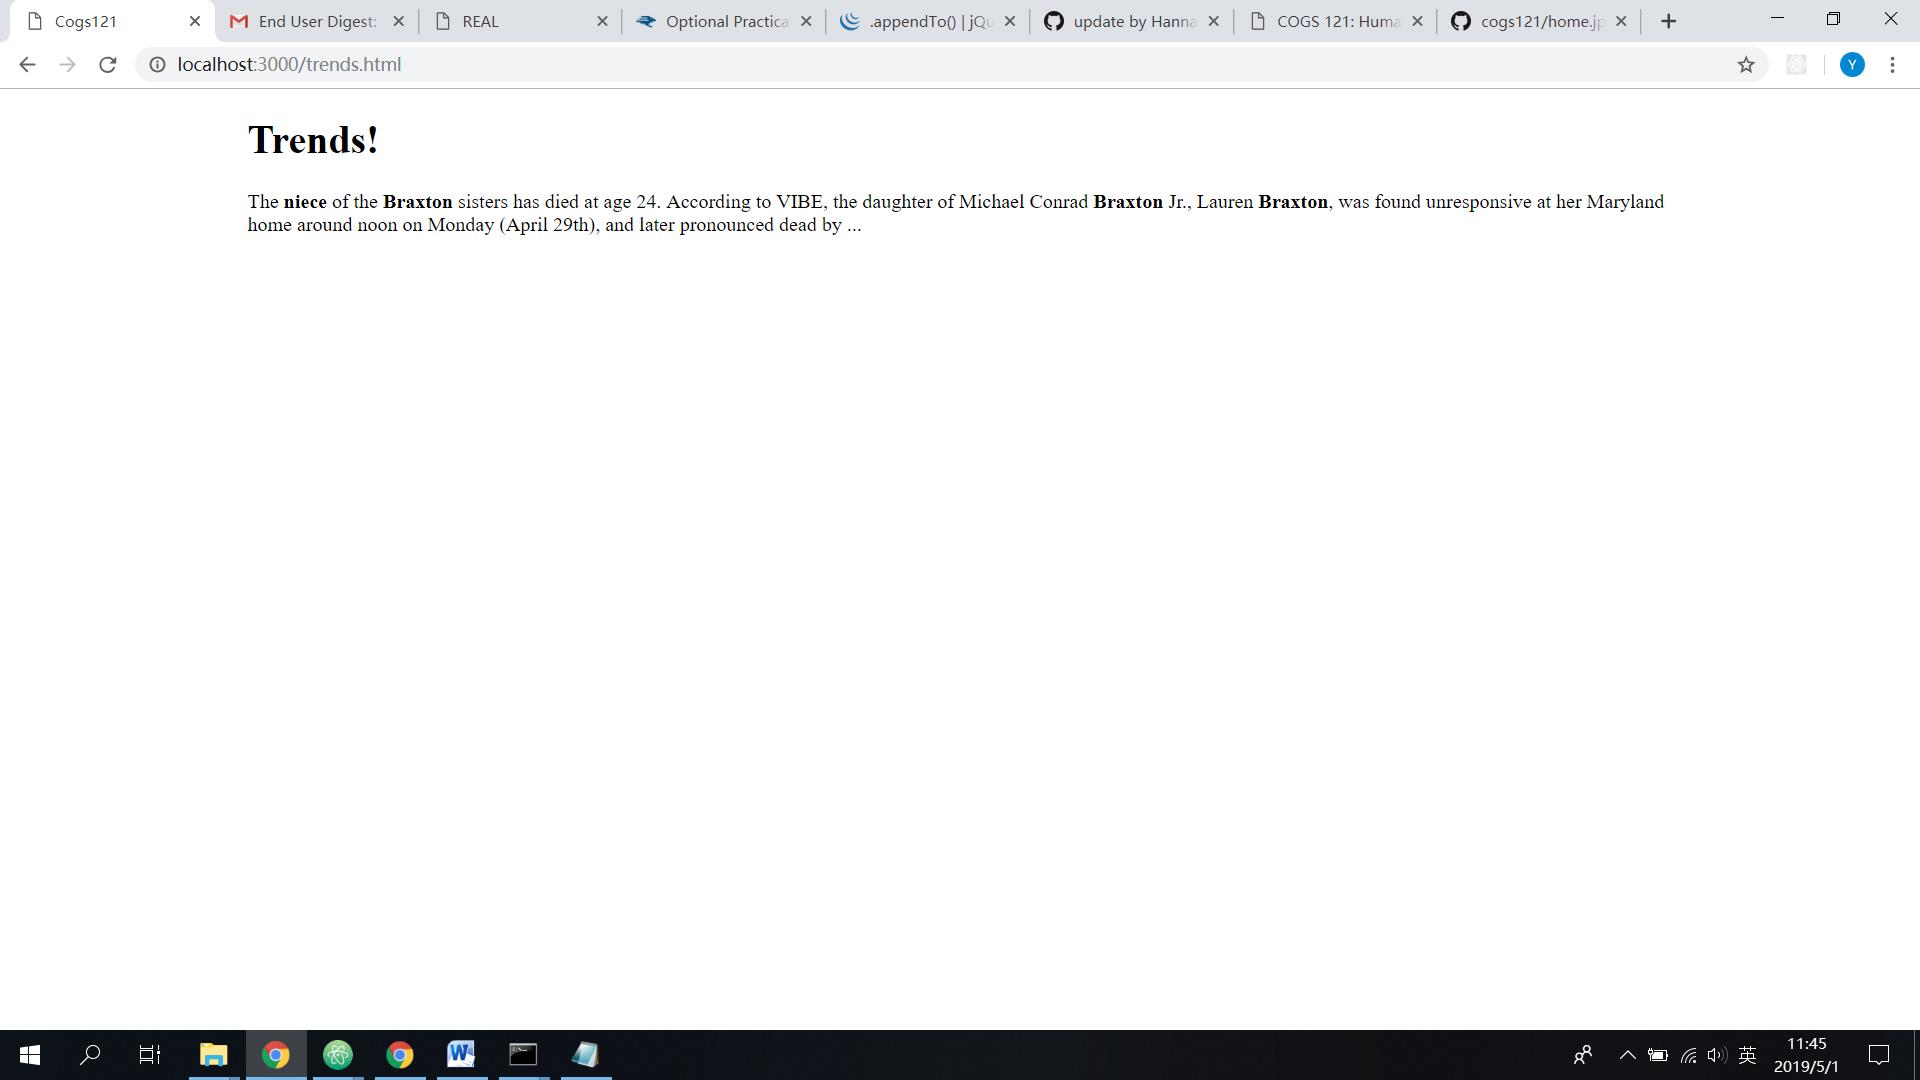 Cogs121
End User Digest:
REAL
Optional Practica
.appendTo() | jQu
update by Hanna
COGS 121: Huma
cogs121/home.jp
localhost:3000/trends.html
Y
Trends!
The niece of the Braxton sisters has died at age 24. According to VIBE, the daughter of Michael Conrad Braxton Jr., Lauren Braxton, was found unresponsive at her Maryland
home around noon on Monday (April 29th), and later pronounced dead by ...
英
11:45
2019/5/1